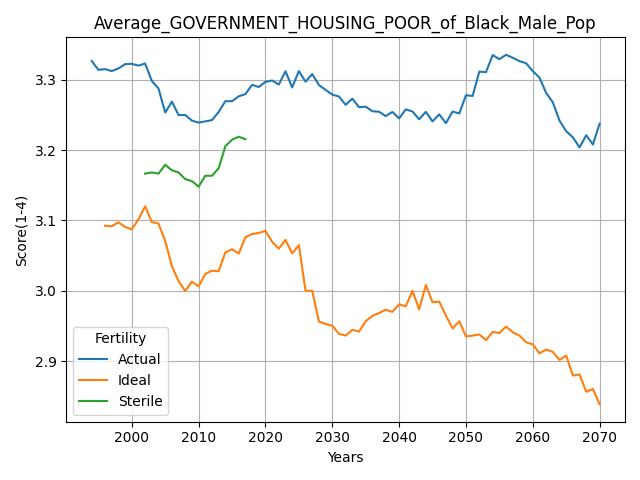 Average_GOVERNMENT_HOUSING_POOR_of_Black_Male_Pop
Score(1-4)
3.3
3.2
3.1
3.0
2.9
Fertility
Actual
Ideal
Sterile
2000 2010 2020 2030 2040 2050 2060 2070
Years